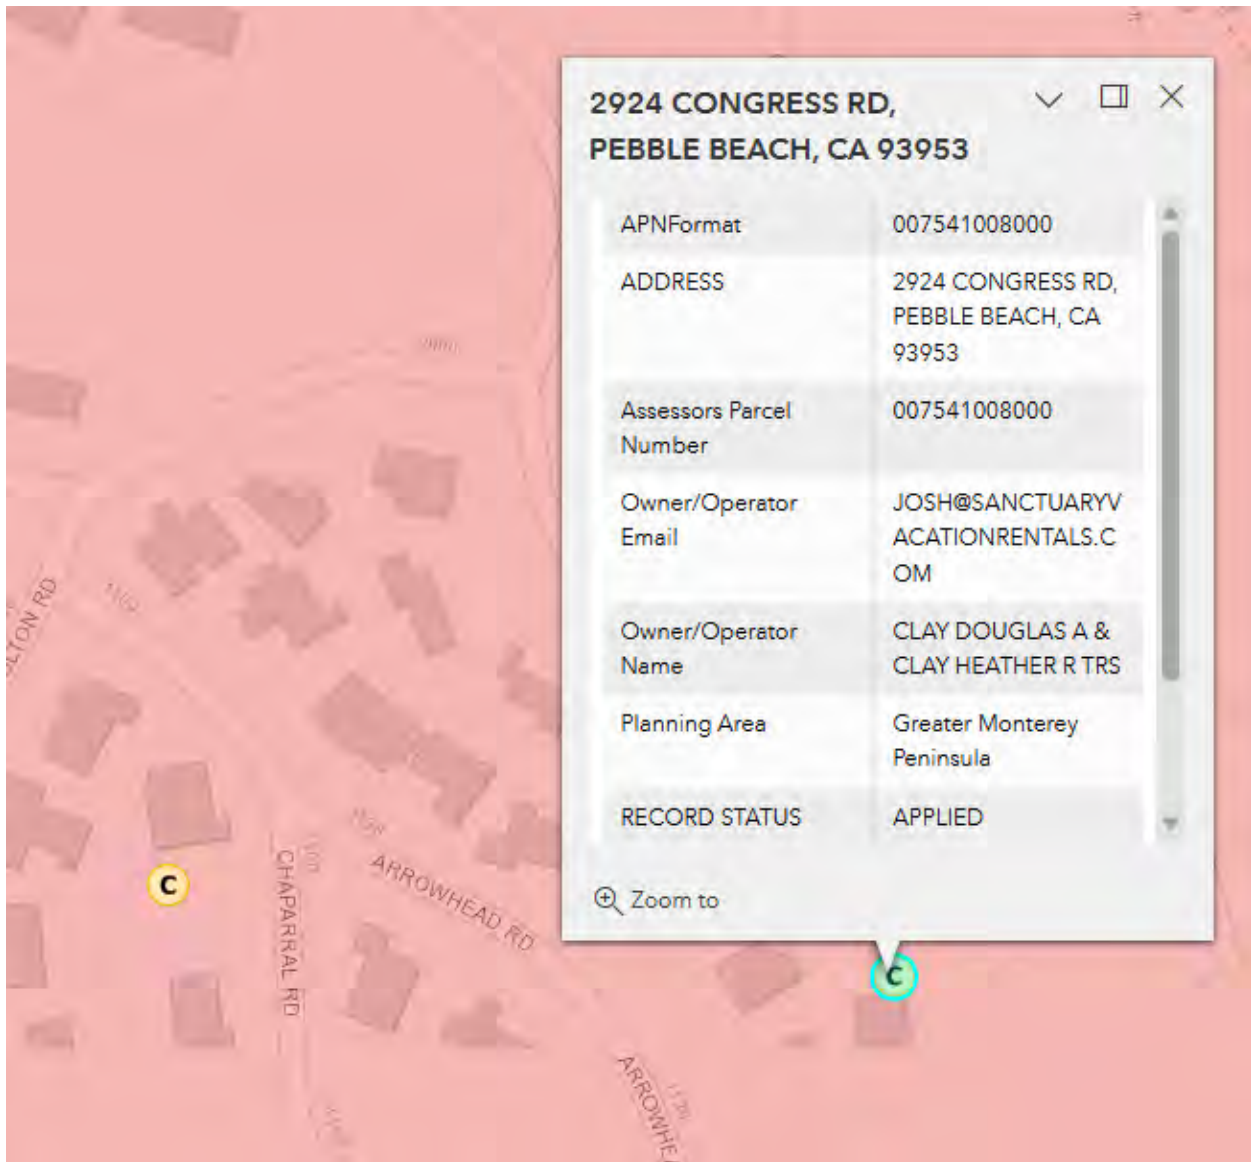 2924 CONGRESS RD,
PEBBLE BEACH, CA 93953
APNFormat 007541008000
ADDRESS 2924 CONGRESS RD,
PEBBLE BEACH, CA
93953
Assessors Parcel 007541008000
Number
Owner/Operator JOSH@SANCTUARYV
Email ACATIONRENTALS.C
OM
Owner/Operator CLAY DOUGLAS A &
Name CLAY HEATHER R TRS
Planning Area Greater Monterey
Peninsula
RECORD STATUS APPLIED
Zoom to
C
C
CHAPARRAL RD
ARROWHEAD RD